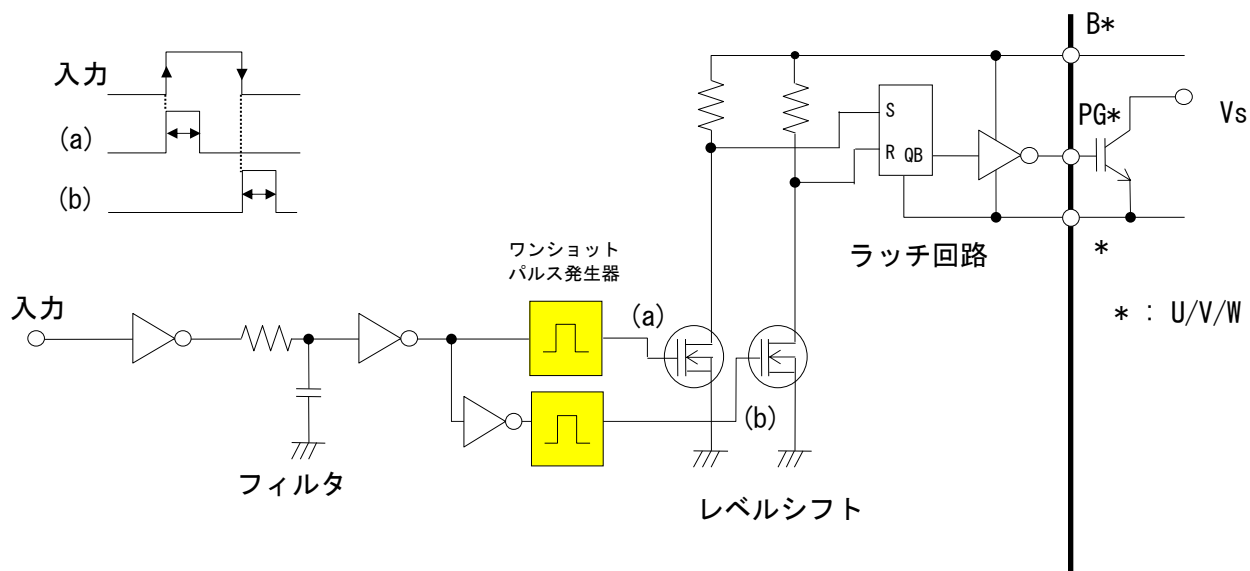 入力
(a)
(b)
B*
PG*
Vs
S
R QB
*
ラッチ回路
* : U/V/W
ワンショット
パルス発生器
入力
(a)
(b)
フィルタ
レベルシフト